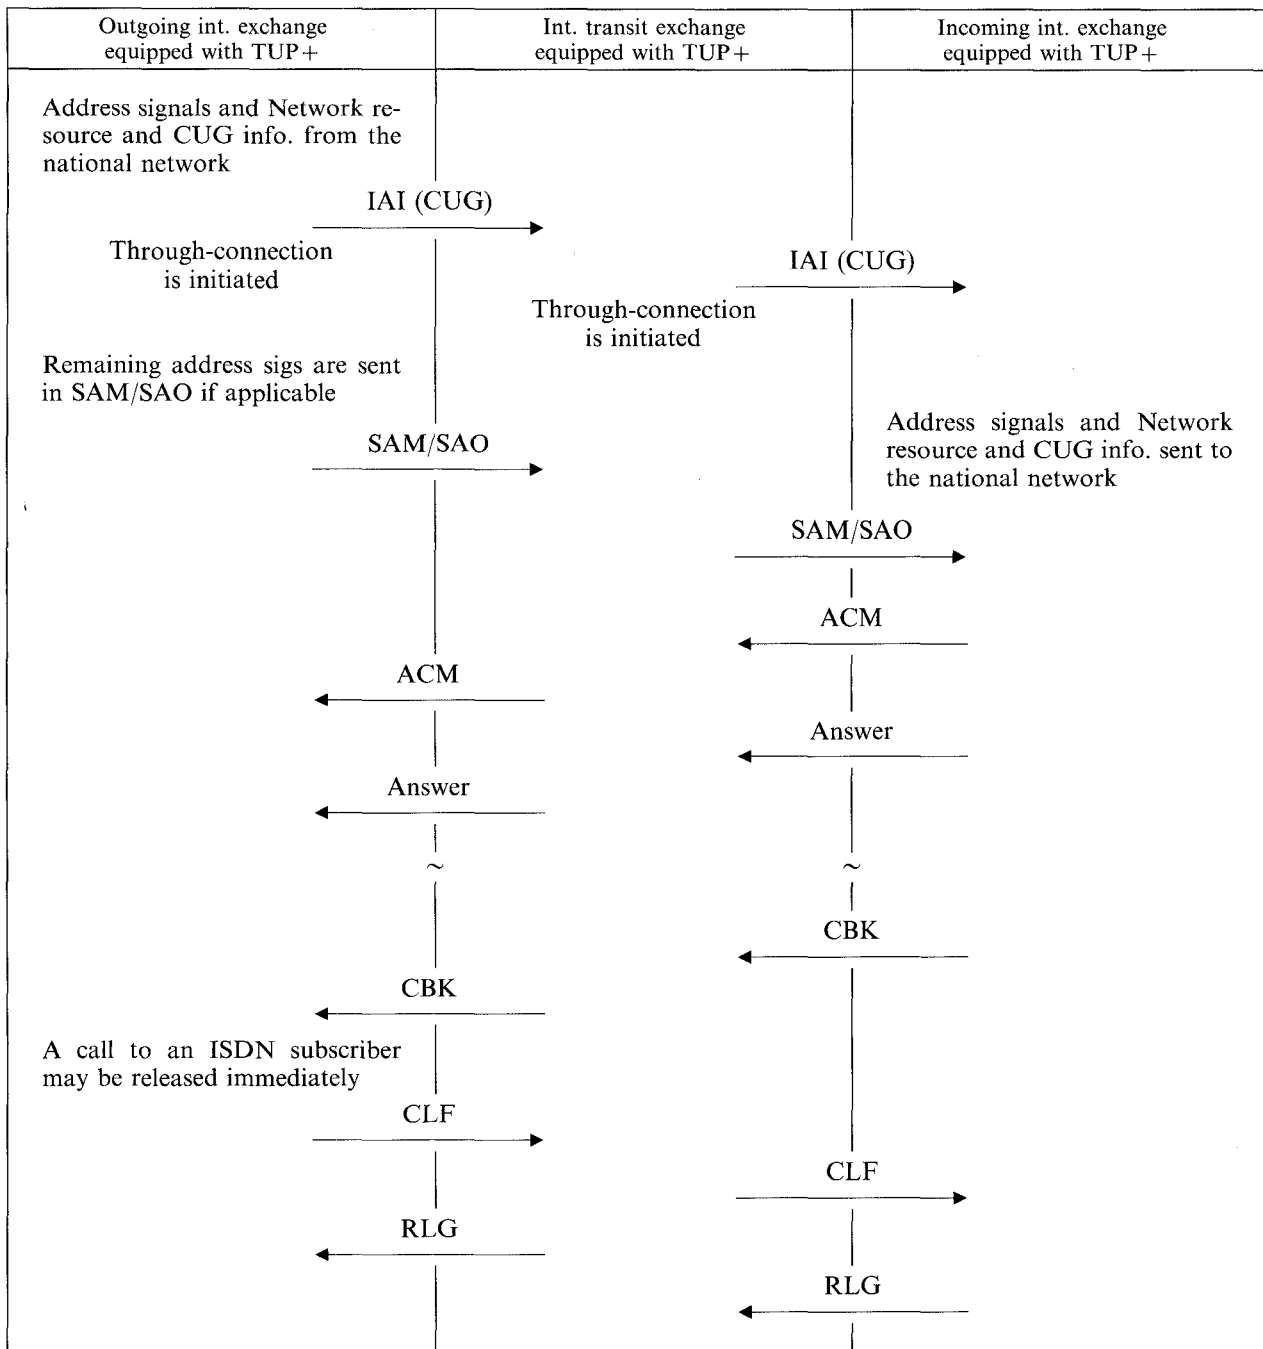 Outgoing int. exchange
equipped with TUP+
Int. transit exchange
equipped with TUP+
Incoming int. exchange
equipped with TUP+
Address signals and Network re-
source and CUG info. from the
national network
IAI (CUG)
Through-connection
is initiated
IAI (CUG)
Through-connection
is initiated
Remaining address sigs are sent
in SAM/SAO if applicable
SAM/SAO
Address signals and Network
resource and CUG info. sent to
the national network
SAM/SAO
ACM
ACM
Answer
Answer
~
~
CBK
CBK
A call to an ISDN subscriber
may be released immediately
CLF
CLF
RLG
RLG